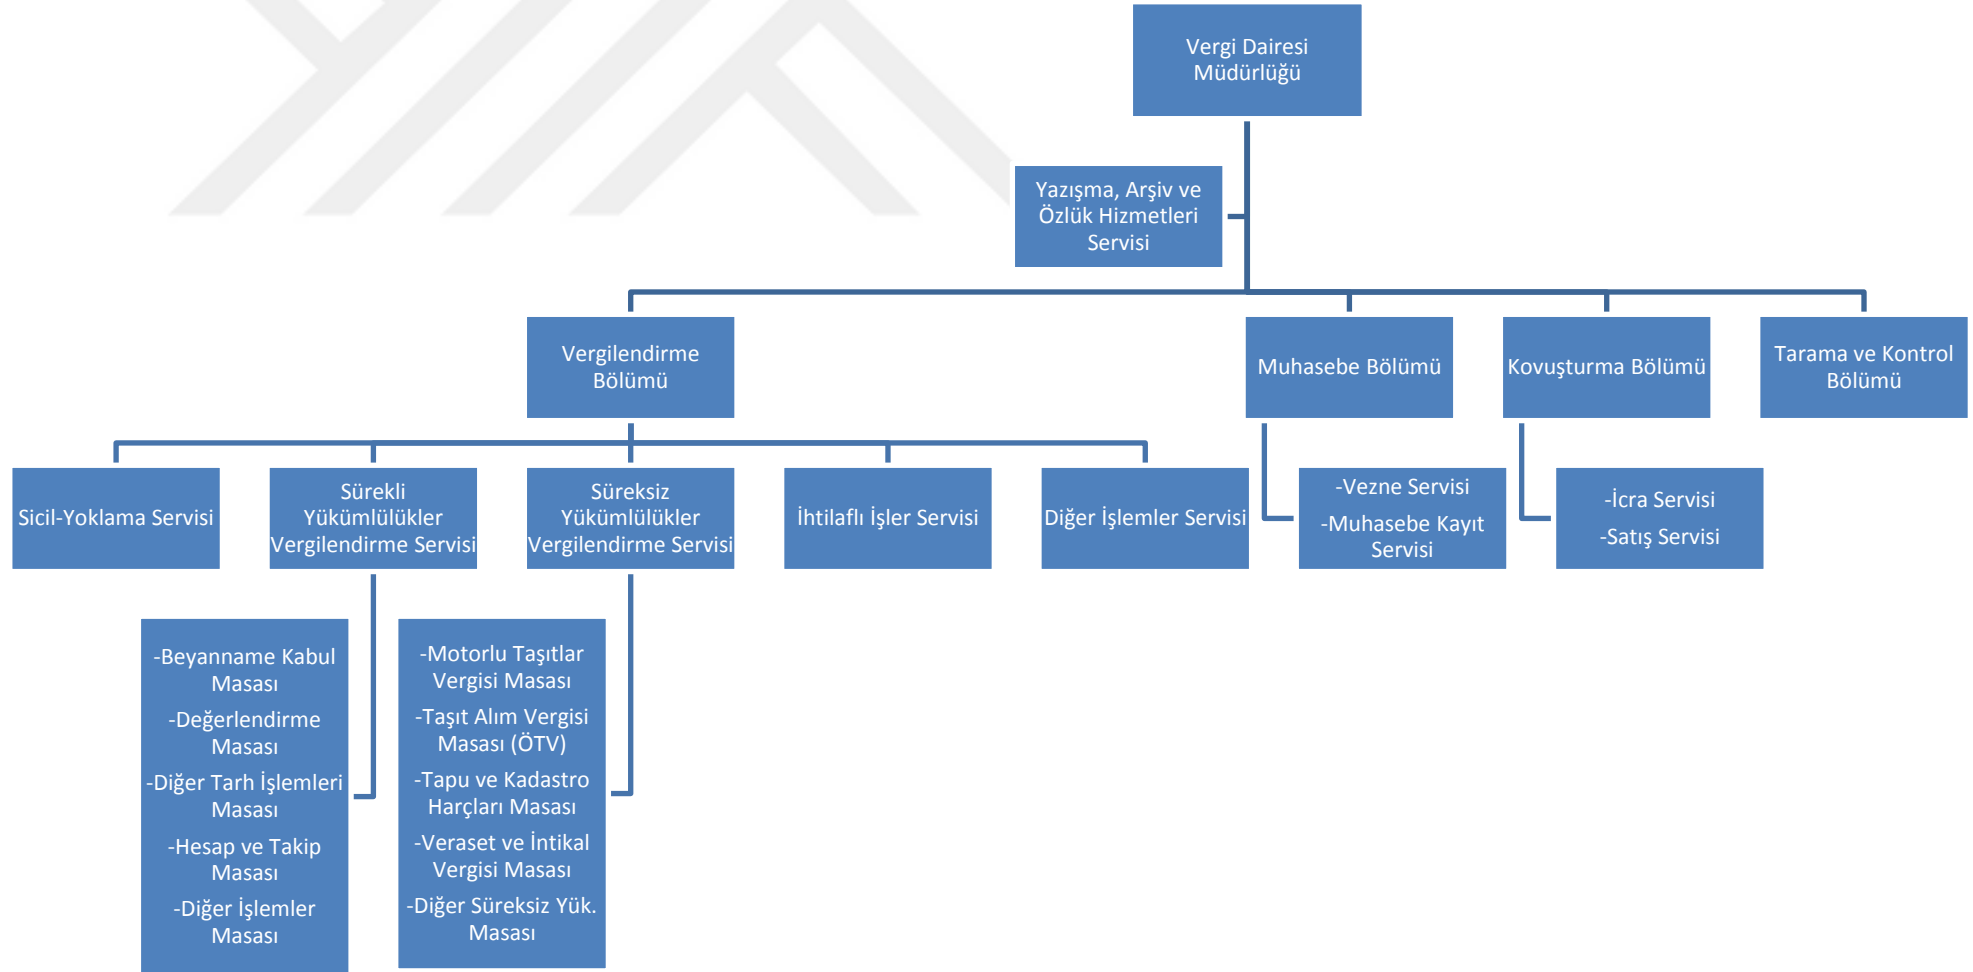 Vergi Dairesi
Müdürlüğü
Yazışma, Arşiv ve
Özlük Hizmetleri
Servisi
Vergilendirme
Bölümü
Muhasebe Bölümü
Kovuşturma Bölümü
Tarama ve Kontrol
Bölümü
Sicil-Yoklama Servisi
Sürekli
Yükümlülükler
Vergilendirme Servisi
Süreksiz
Yükümlülükler
Vergilendirme Servisi
İhtilaflı İşler Servisi
Diğer İşlemler Servisi
-Vezne Servisi
-Muhasebe Kayıt
Servisi
-İcra Servisi
-Satış Servisi
-Beyanname Kabul
Masası
-Değerlendirme
Masası
-Diğer Tarh İşlemleri
Masası
-Hesap ve Takip
Masası
-Diğer İşlemler
Masası
-Motorlu Taşıtlar
Vergisi Masası
-Taşıt Alım Vergisi
Masası (ÖTV)
-Tapu ve Kadastro
Harçları Masası
-Veraset ve İntikal
Vergisi Masası
-Diğer Süreksiz Yük.
Masası